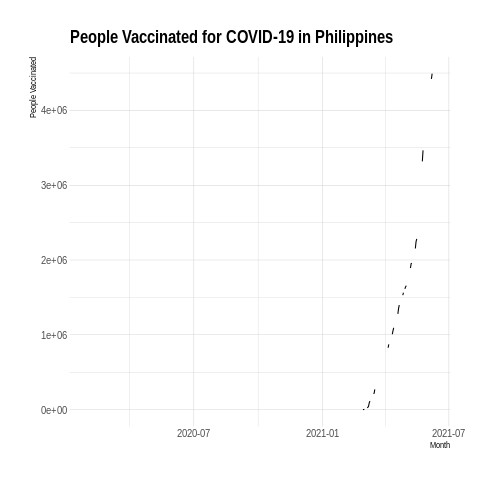 People Vaccinated for COVID-19 in Philippines
People Vaccinated
4e+06
3e+06
2e+06
1e+06
0e+00
2020-07
2021-01
2021-07
Month